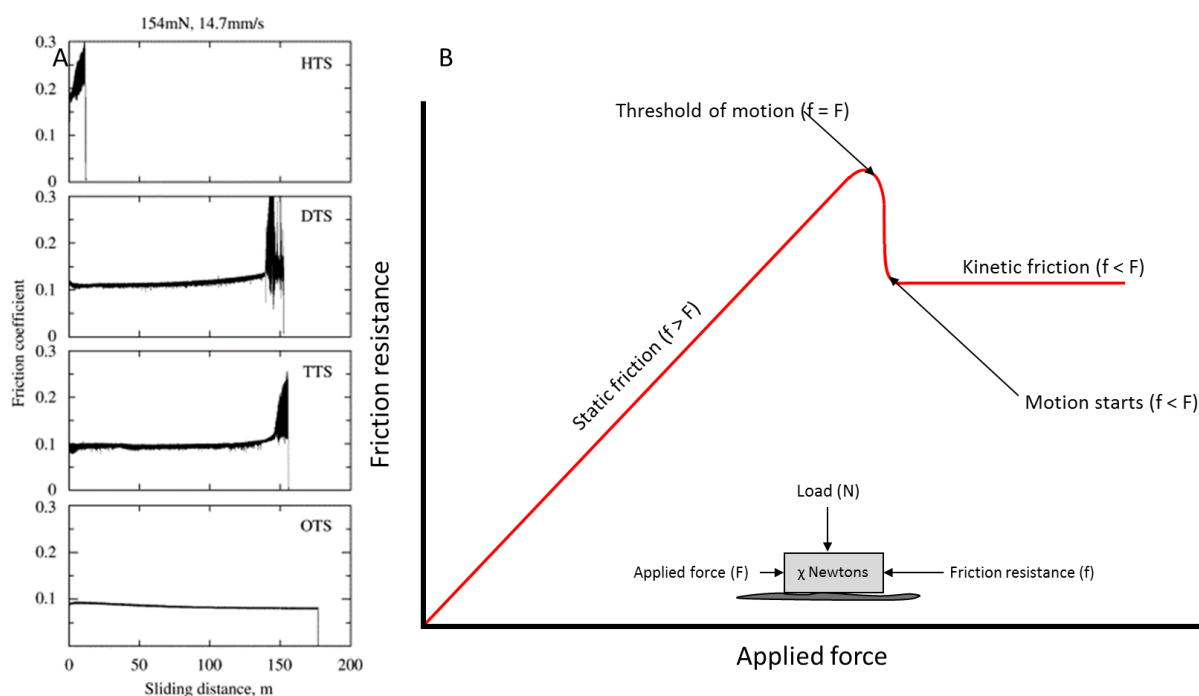 154mN, 14.7mm/s
A
0.3
0.2
0.1
0
HTS
0.3
0.2
0.1
0
DTS
0.3
0.2
0.1
0
TTS
0.3
0.2
0.1
OTS
0
50
100
150
200
Sliding distance, m
Friction coefficient
B
Friction resistance
Threshold of motion (f = F)
Kinetic friction (f < F)
Static friction (f > F)
Motion starts (f < F)
Load (N)
Applied force (F)
χ Newtons
Friction resistance (f)
Applied force